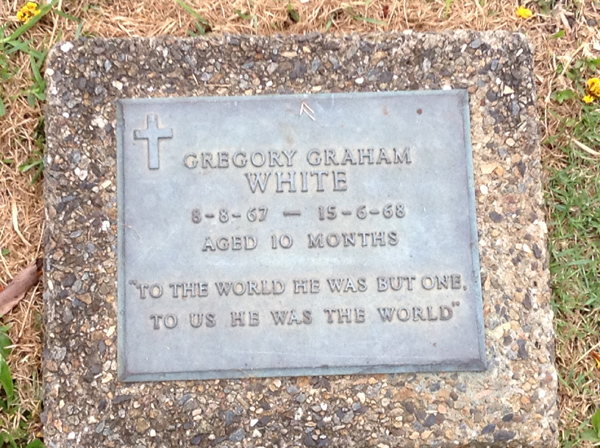 GREGORY GRAHAM
WHITE
8-8-67 — 15-6-68
AGED 10 MONTHS
"TO THE WORLD HE WAS BUT ONE,
TO US HE WAS THE WORLD"